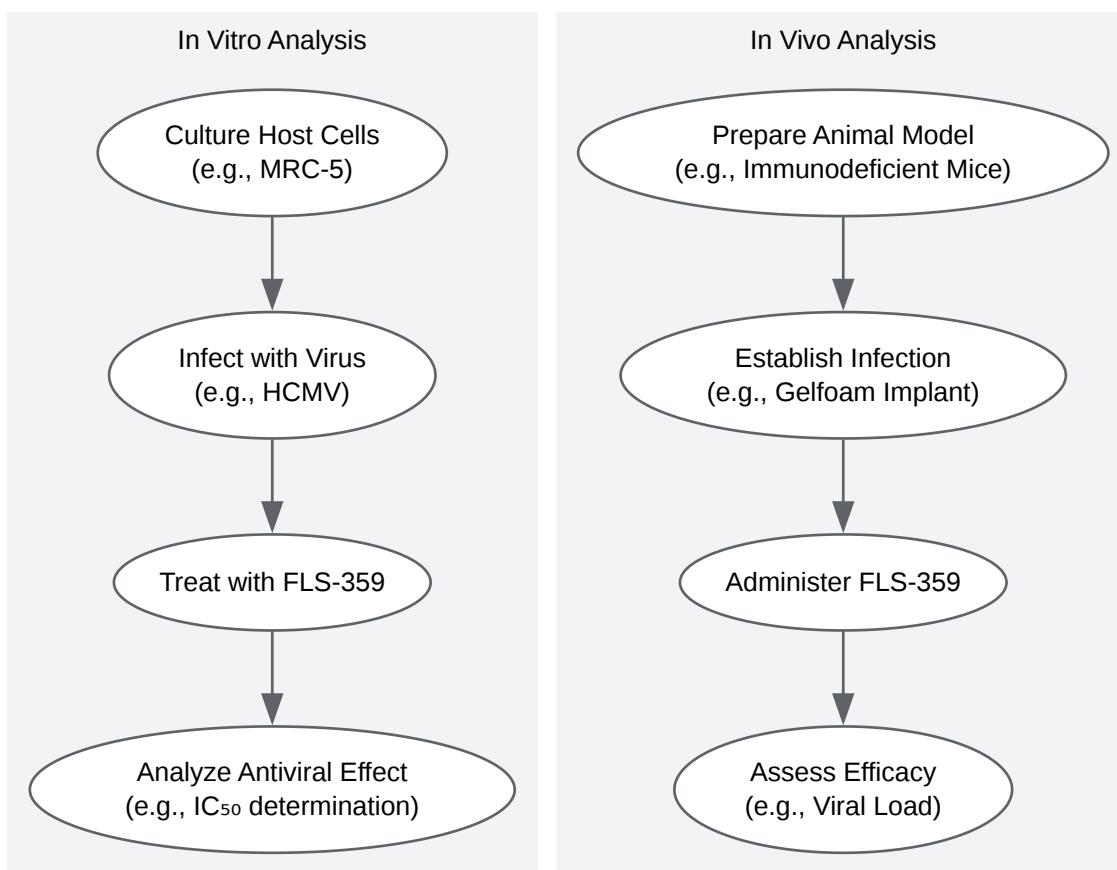 In Vitro Analysis
Culture Host Cells
(e.g., MRC-5)
Infect with Virus
(e.g., HCMV)
Treat with FLS-359
Analyze Antiviral Effect
(e.g., IC₅₀ determination)
In Vivo Analysis
Prepare Animal Model
(e.g., Immunodeficient Mice)
Establish Infection
(e.g., Gelfoam Implant)
Administer FLS-359
Assess Efficacy
(e.g., Viral Load)